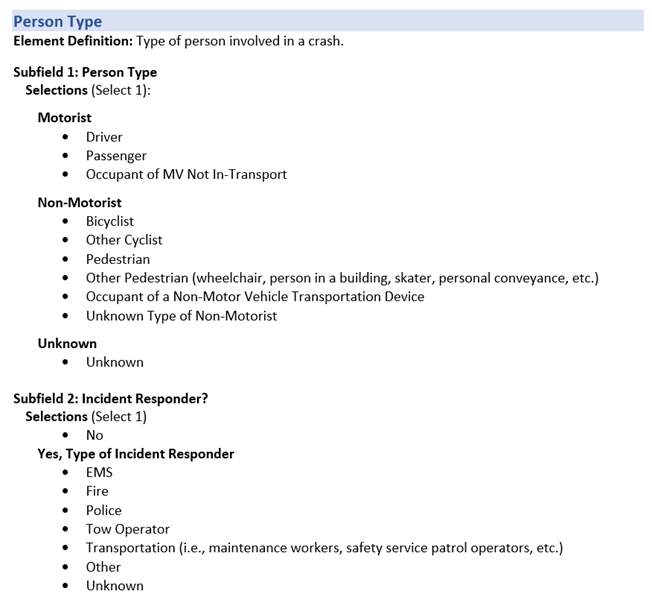 Person Type
Element Definition: Type of person involved in a crash.
Subfield 1: Person Type
Selections (Select 1):
Motorist
• Driver
• Passenger
• Occupant of MV Not In-Transport
Non-Motorist
• Bicyclist
• Other Cyclist
• Pedestrian
• Other Pedestrian (wheelchair, person in a building, skater, personal conveyance, etc.)
• Occupant of a Non-Motor Vehicle Transportation Device
• Unknown Type of Non-Motorist
Unknown
• Unknown
Subfield 2: Incident Responder?
Selections (Select 1)
• No
Yes, Type of Incident Responder
• EMS
• Fire
• Police
• Tow Operator
• Transportation (i.e., maintenance workers, safety service patrol operators, etc.)
• Other
• Unknown